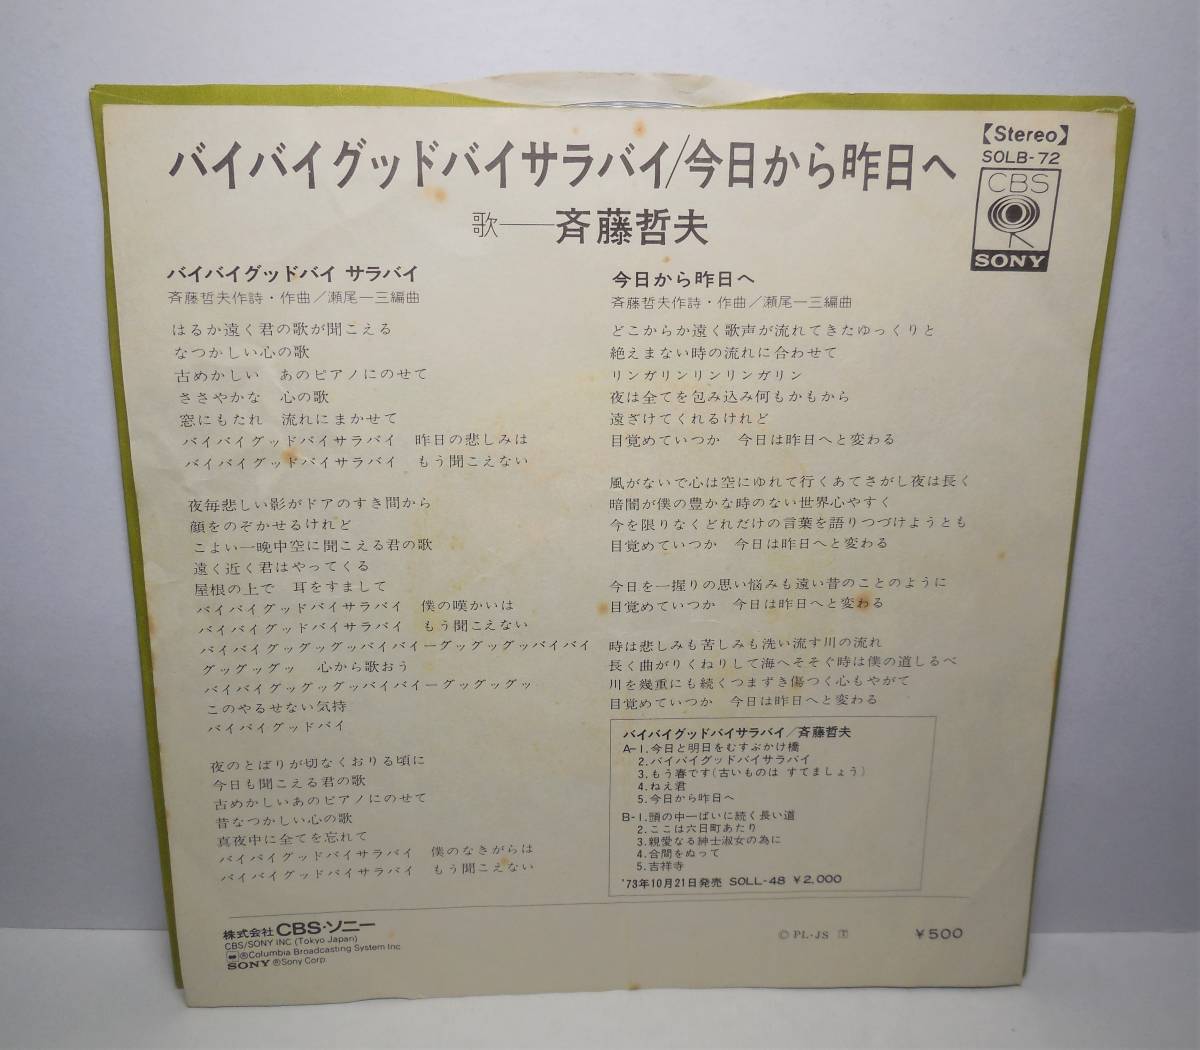 バイバイグッドバイサラバイ/今日から昨日へ
歌――斉藤哲夫
【Stereo】
SOLB-72
CBS
SONY
バイバイグッドバイ サラバイ
斉藤哲夫作詩・作曲/瀬尾一三編曲
はるか遠く君の歌が聞こえる
なつかしい心の歌
古めかしい　あのピアノにのせて
ささやかな　心の歌
窓にもたれ　流れにまかせて
バイバイグッドバイサラバイ　昨日の悲しみは
バイバイグッドバイサラバイ　もう聞こえない
夜毎悲しい影がドアのすき間から
顔をのぞかせるけれど
こよい一晩中空に聞こえる君の歌
遠く近く君はやってくる
屋根の上で　耳をすまして
バイバイグッドバイサラバイ　僕の嘆かいは
バイバイグッドバイサラバイ　もう聞こえない
バイバイグッグッグッバイバイーグッグッグッバイバイ
グッグッグッ　心から歌おう
バイバイグッグッグッバイバイーグッグッグッ
このやるせない気持
バイバイグッドバイ
夜のとばりが切なくおりる頃に
今日も聞こえる君の歌
古めかしいあのピアノにのせて
昔なつかしい心の歌
真夜中に全てを忘れて
バイバイグッドバイサラバイ　僕のなきがらは
バイバイグッドバイサラバイ　もう聞こえない
今日から昨日へ
斉藤哲夫作詩・作曲/瀬尾一三編曲
どこからか遠く歌声が流れてきたゆっくりと
絶えまない時の流れに合わせて
リンガリンリンリンガリン
夜は全てを包み込み何もかもから
遠ざけてくれるけれど
目覚めていつか　今日は昨日へと変わる
風がないで心は空にゆれて行くあてさがし夜は長く
暗闇が僕の豊かな時のない世界心やすく
今を限りなくどれだけの言葉を語りつづけようとも
目覚めていつか　今日は昨日へと変わる
今日を一握りの思い悩みも遠い昔のことのように
目覚めていつか　今日は昨日へと変わる
時は悲しみも苦しみも洗い流す川の流れ
長く曲がりくねりして海へそそぐ時は僕の道しるべ
川を幾重にも続くつまずき傷つく心もやがて
目覚めていつか　今日は昨日へと変わる
バイバイグッドバイサラバイ/斉藤哲夫
A-1.今日と明日をむすぶかけ橋
2.バイバイグッドバイサラバイ
3.もう春です(古いものは すてましょう)
4.ねえ君
5.今日から昨日へ
B-1.頭の中一ぱいに続く長い道
2.ここは六日町あたり
3.親愛なる紳士淑女の為に
4.合間をぬって
5.吉祥寺
'73年10月21日発売 SOLL-48 ¥2,000
株式会社CBS・ソニー
CBS/SONY INC (Tokyo Japan)
®Columbia Broadcasting System Inc
SONY ®Sony Corp
© PL・JS ¥500